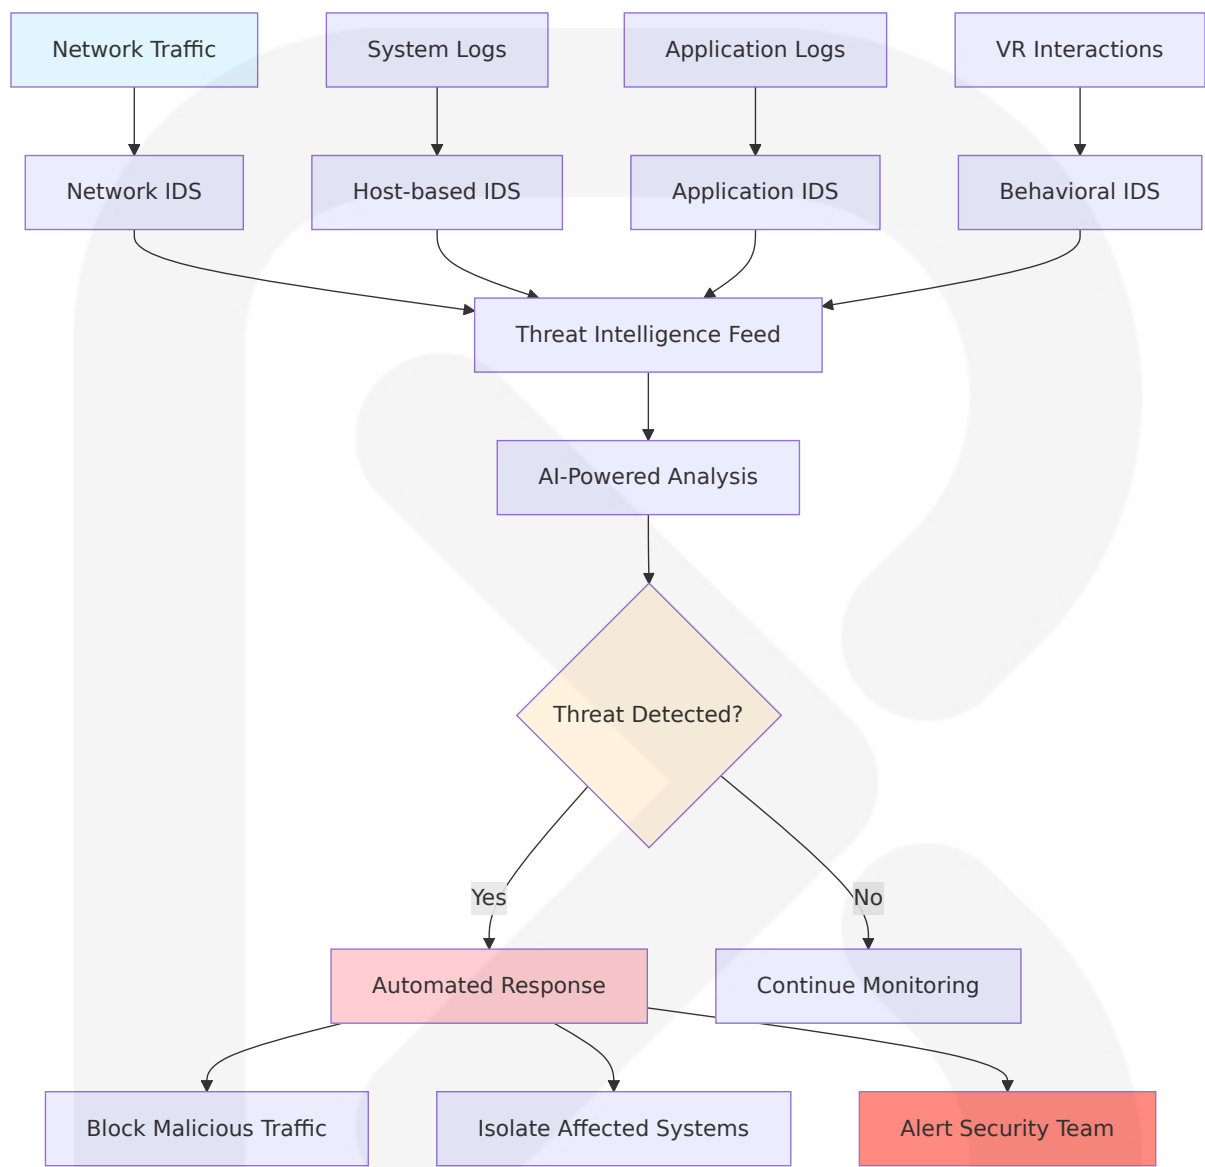 Network Traffic
System Logs
Application Logs
VR Interactions
Network IDS
Host-based IDS
Application IDS
Behavioral IDS
Threat Intelligence Feed
AI-Powered Analysis
Threat Detected?
Yes
No
Automated Response
Continue Monitoring
Block Malicious Traffic
Isolate Affected Systems
Alert Security Team